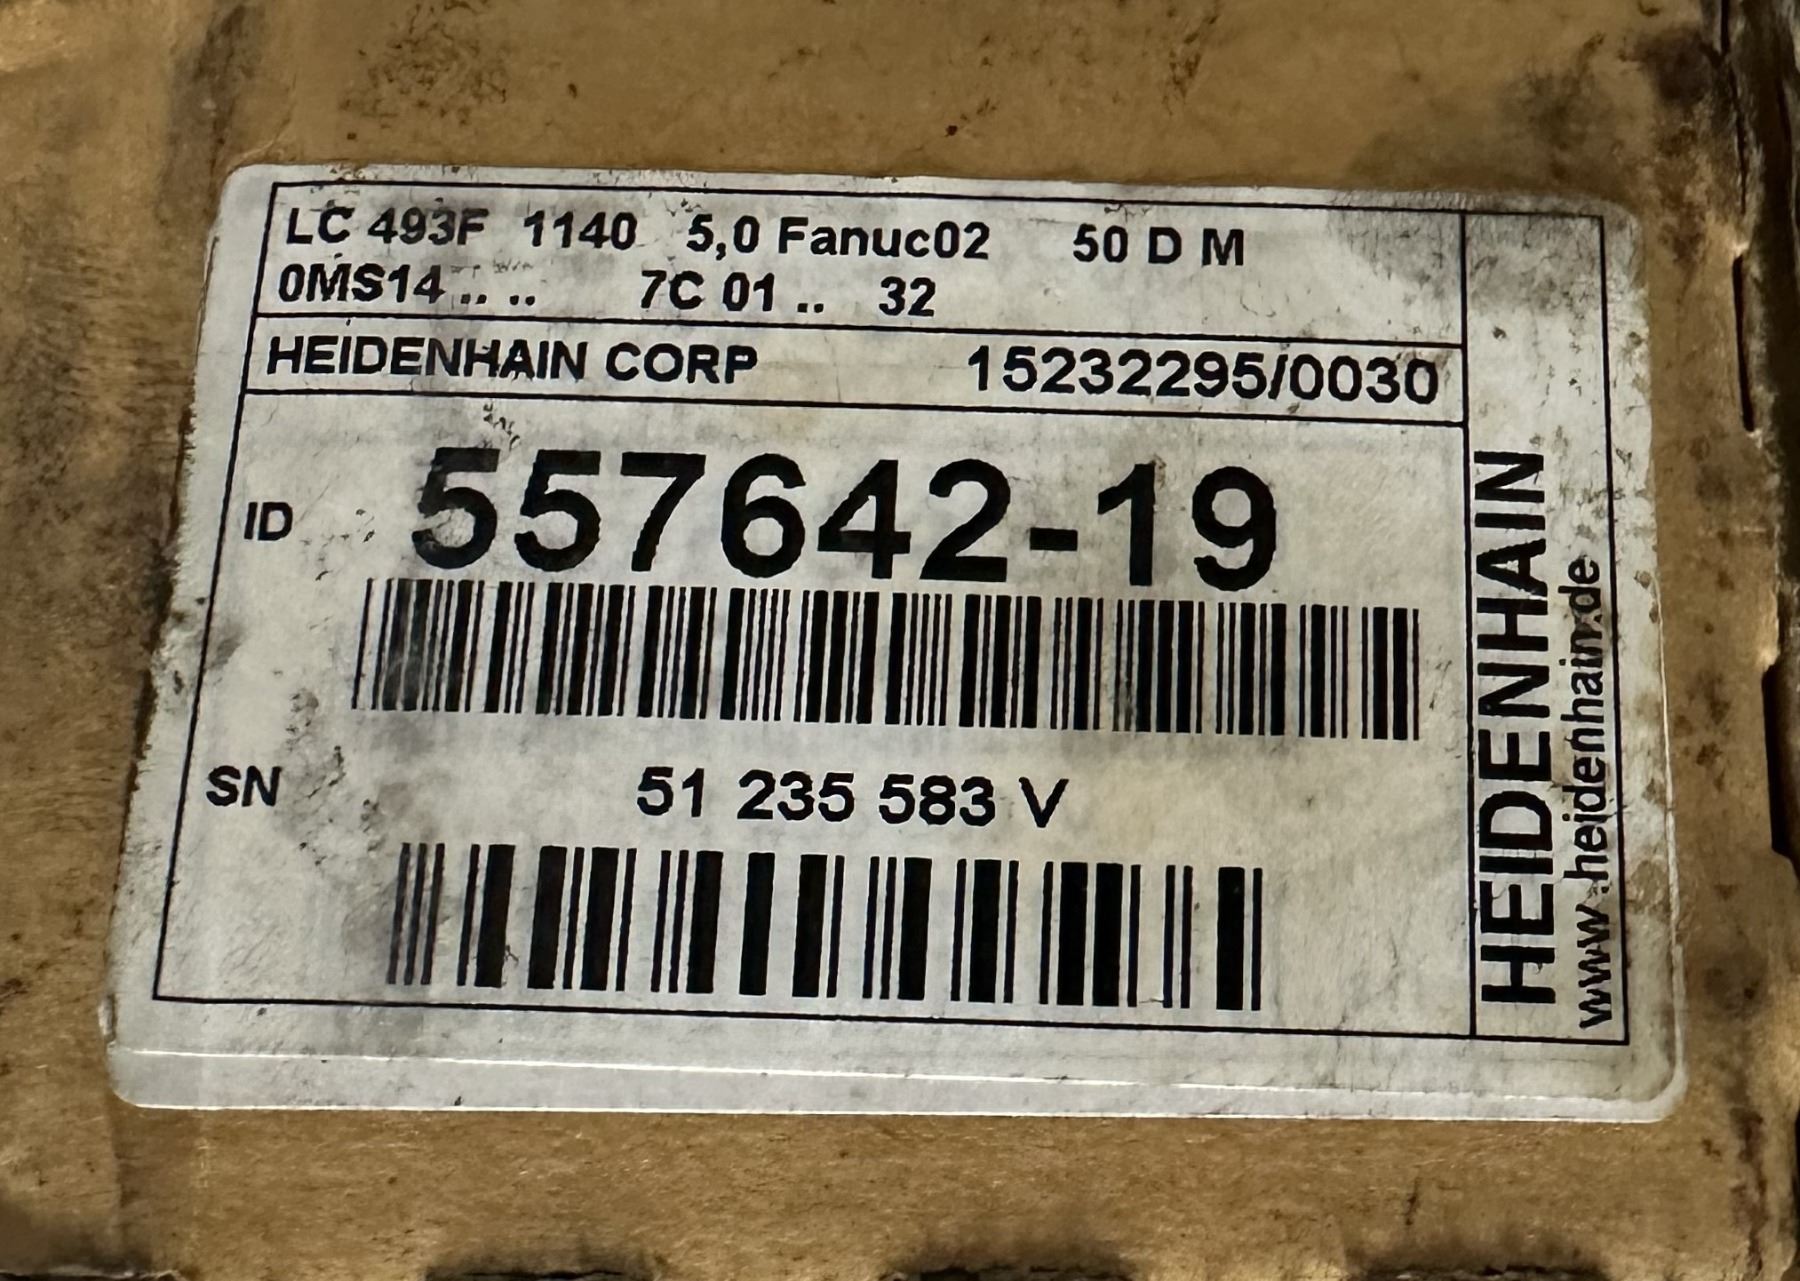 LC 493F 1140 5,0 Fanuc02 50 D M
0MS14 .. .. 7C 01 .. 32
HEIDENHAIN CORP 15232295/0030
ID 557642-19
SN 51 235 583 V
HEIDENHAIN
www.heidenhain.de